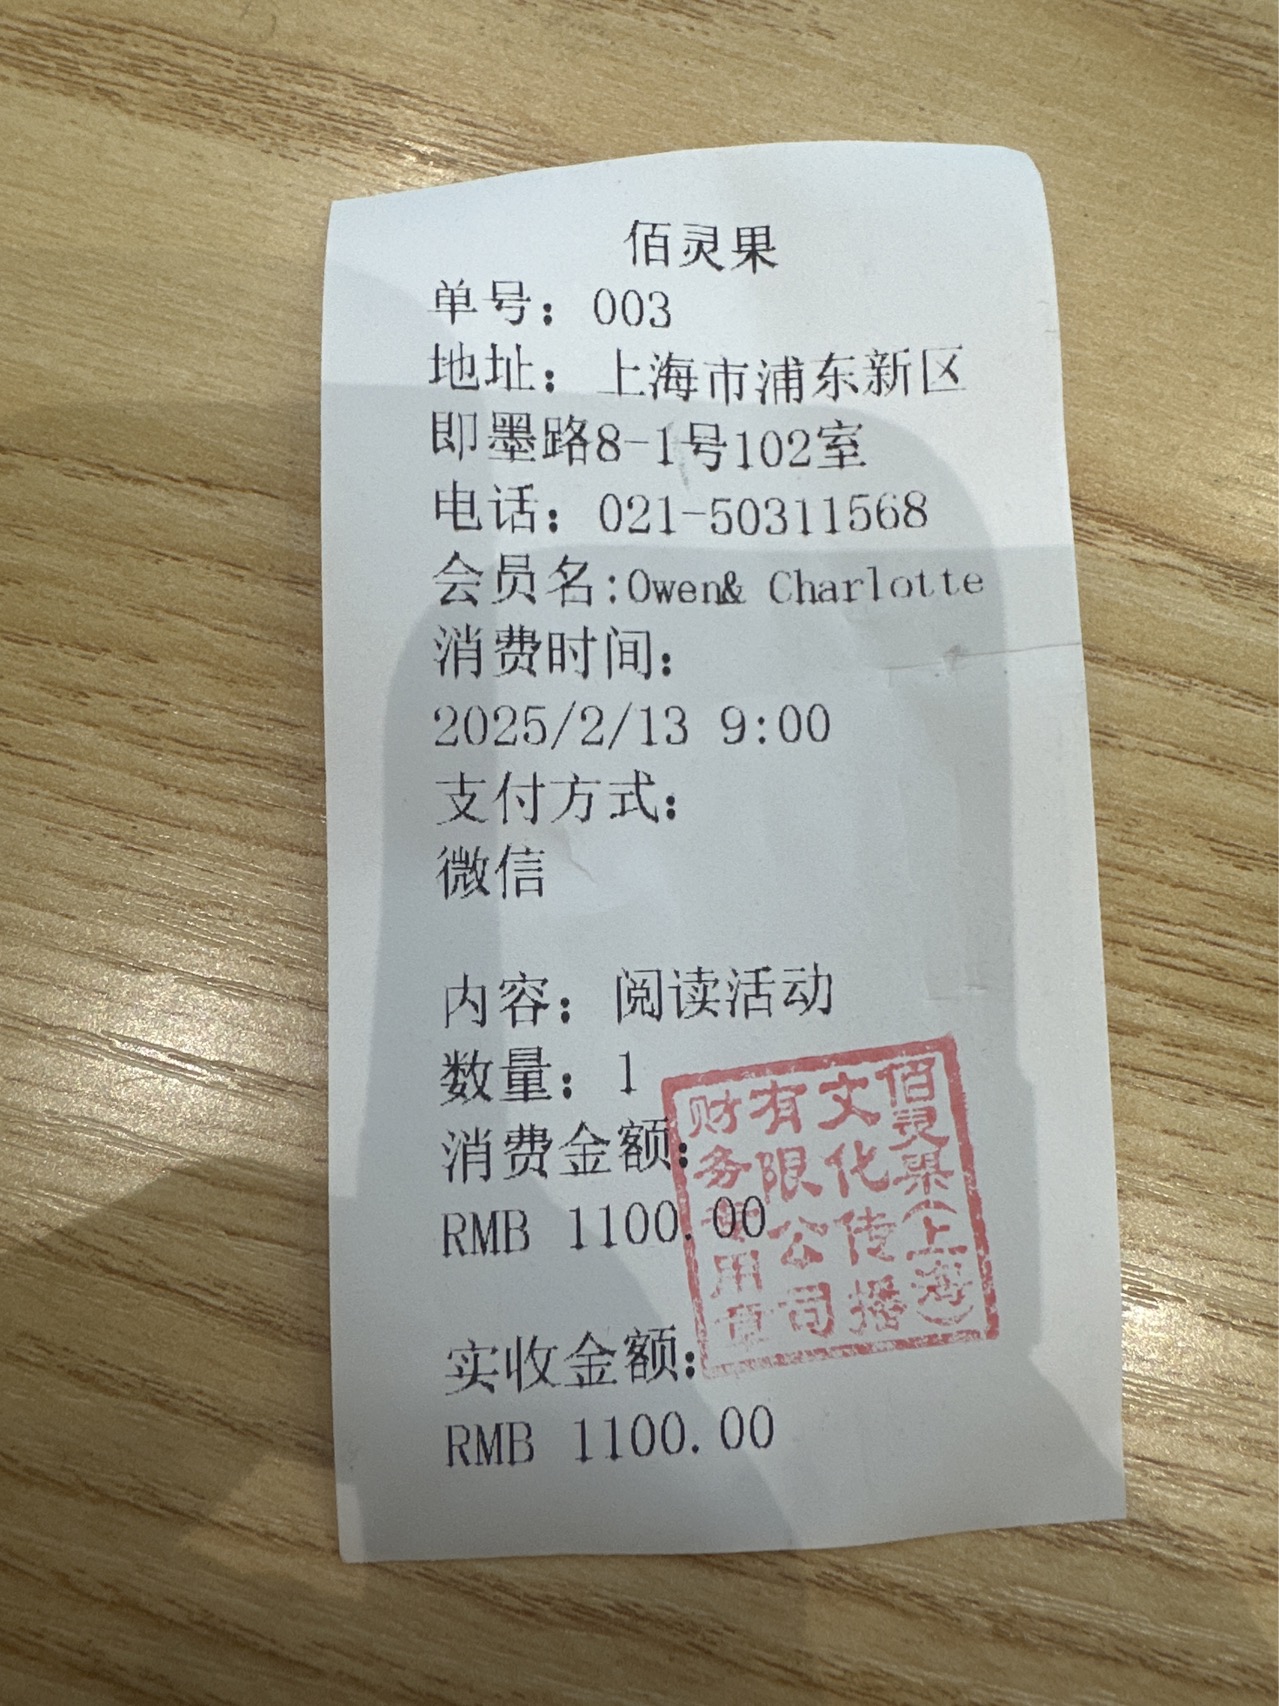 佰灵果
单号：003
地址：上海市浦东新区
即墨路8-1号102室
电话：021-50311568
会员名:Owen& Charlotte
消费时间：
2025/2/13 9:00
支付方式：
微信
内容：阅读活动
数量：1
消费金额：
RMB 1100.00
实收金额：
RMB 1100.00
佰灵果（上海）
文化传播
有限公司
财务专用章